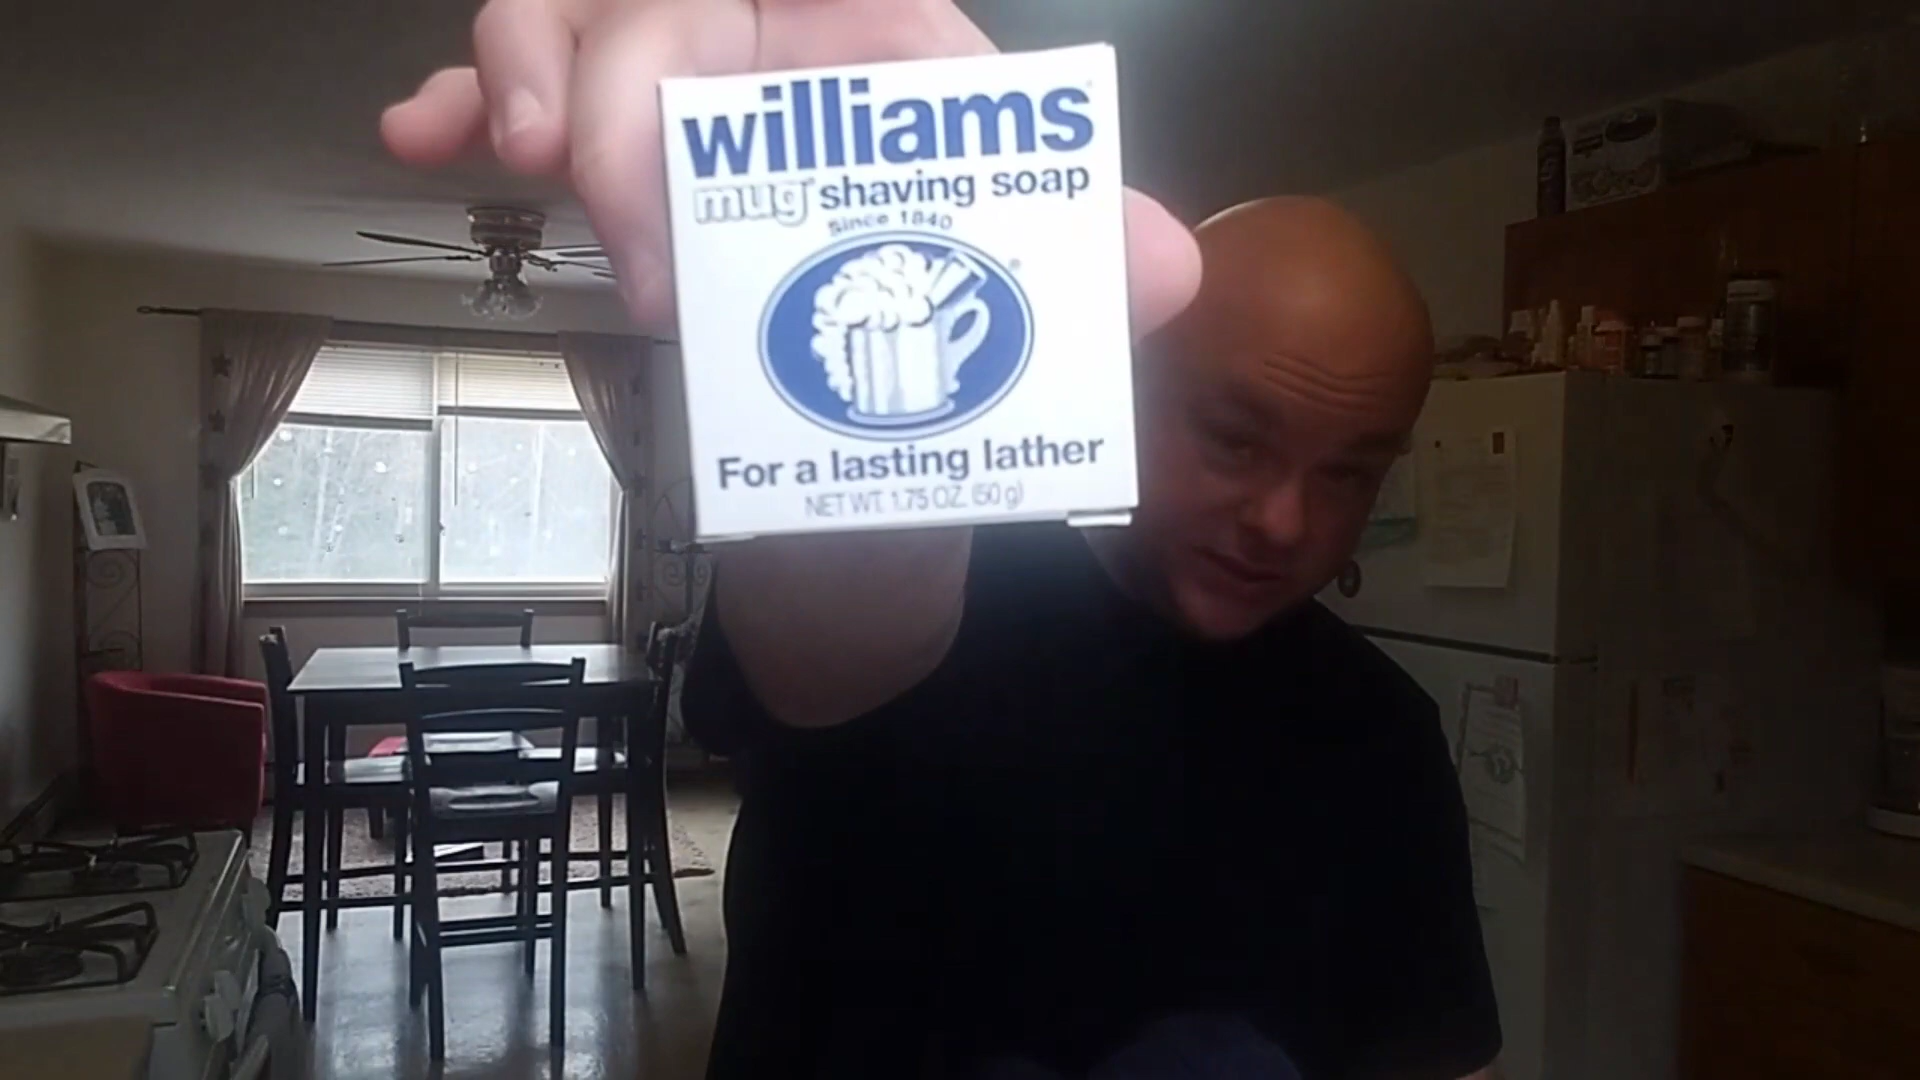 williams
mug shaving soap
Since 1840
For a lasting lather
NET WT. 1.75 OZ. (50 g)